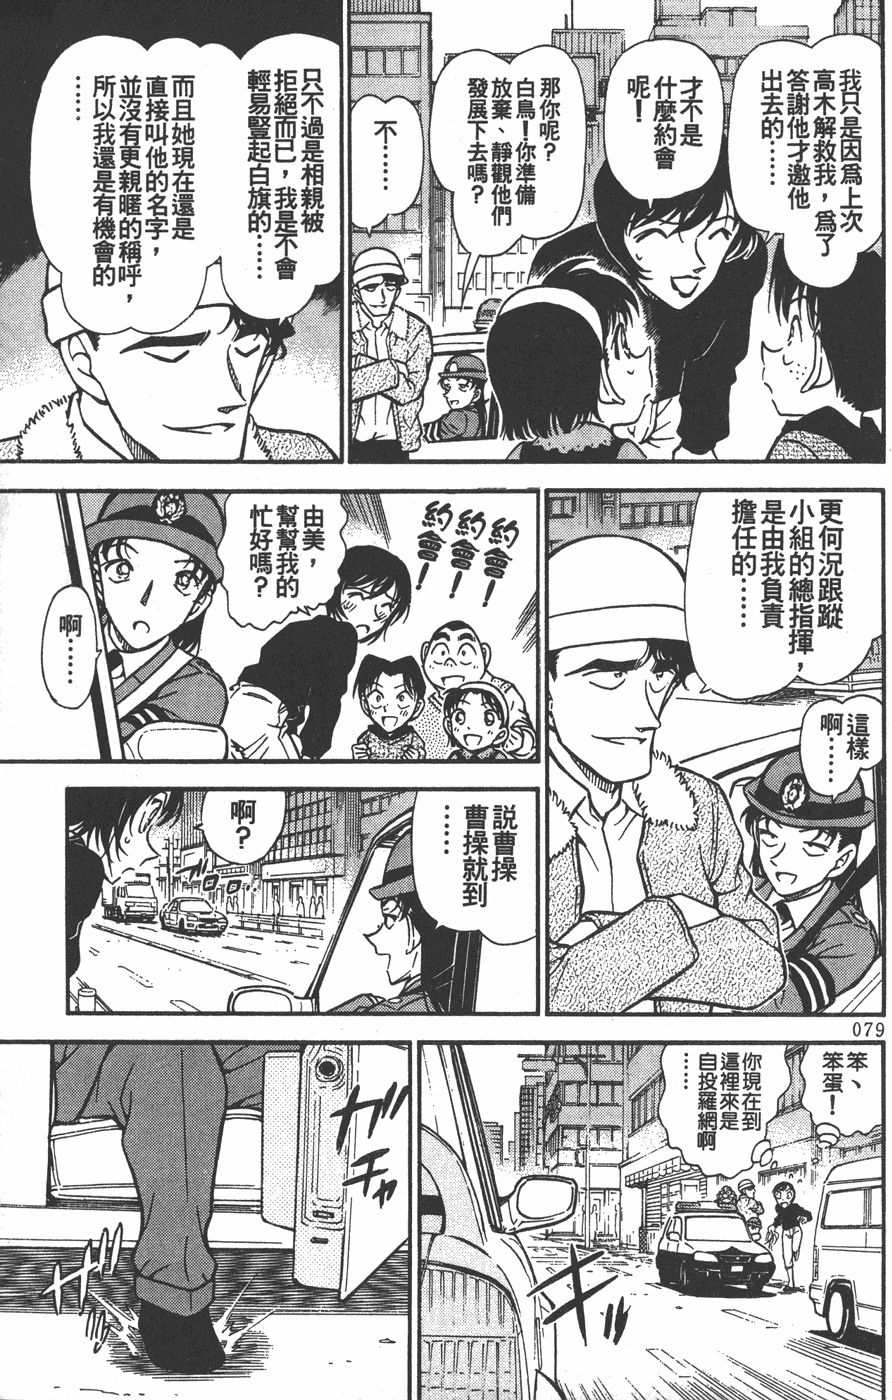 我只是因為上次
高木解救我，為了
答謝他才邀他
出去的……
才不是
什麼約會
呢！
那你呢？
白鳥！你準備
放棄、靜觀他們
發展下去嗎？
不……
只不過是相親被
拒絕而已，我是不會
輕易豎起白旗的……
而且她現在還是
直接叫他的名字，
並沒有更親暱的稱呼，
所以我還是有機會的
……
更何況跟蹤
小組的總指揮，
是由我負責
擔任的……
這樣
啊……
約會！
約會！
約會！
由美，
幫幫我的
忙好嗎？
啊……
說曹操
曹操就到
……
啊？
079
笨、
笨蛋！
你現在到
這裡來是
自投羅網啊
……
ガチャ